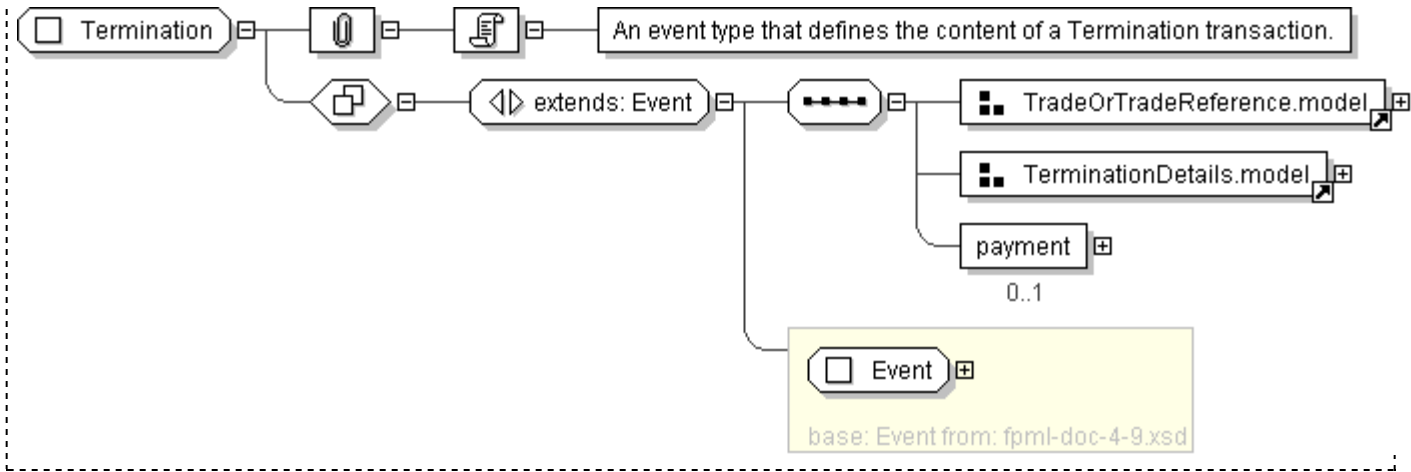 Termination
An event type that defines the content of a Termination transaction.
extends: Event
TradeOrTradeReference.model
TerminationDetails.model
payment
0..1
Event
base: Event from: fpml-doc-4-9.xsd